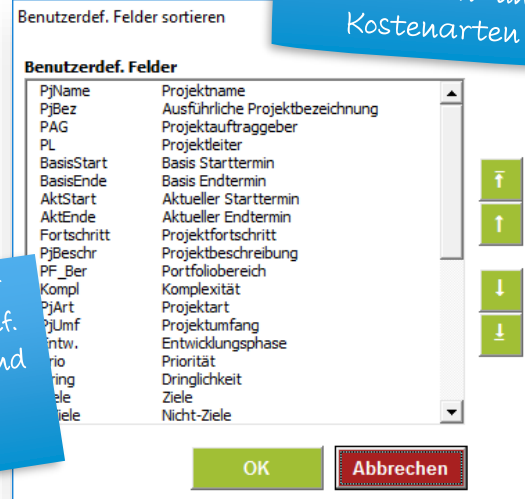 Benutzerdef. Felder sortieren
Kostenarten
Benutzerdef. Felder
PjName Projektname
PjBez Ausführliche Projektbezeichnung
PAG Projektauftraggeber
PL Projektleiter
BasisStart Basis Starttermin
BasisEnde Basis Endtermin
AktStart Aktueller Starttermin
AktEnde Aktueller Endtermin
Fortschritt Projektfortschritt
PjBeschr Projektbeschreibung
PF_Ber Portfoliobereich
Kompl Komplexität
PjArt Projektart
PjUmf Projektumfang
Entwicklungsphase
Priorität
Dringlichkeit
Ziele
Nicht-Ziele
OK Abbrechen